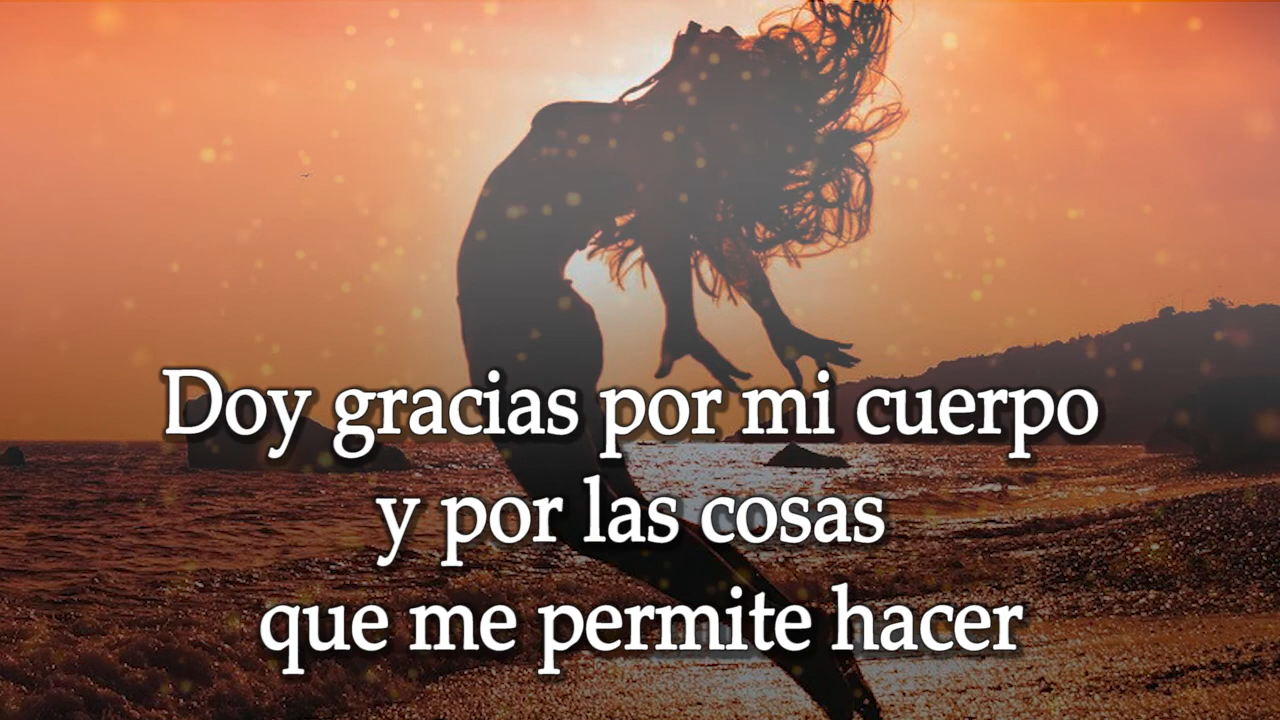 Doy gracias por mi cuerpo
y por las cosas
que me permite hacer